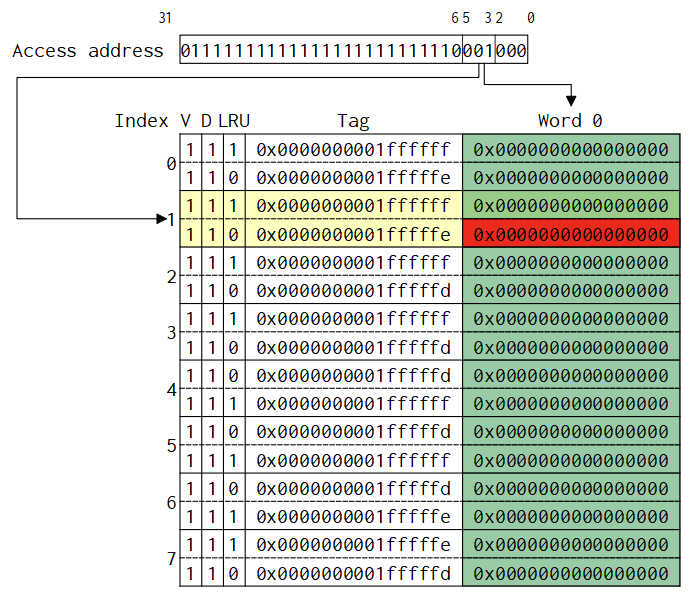 31 6 5 3 2 0
Access address 01111111111111111111111110001000
Index V D LRU Tag Word 0
1 1 1 0x0000000001ffffff 0x0000000000000000
0
1 1 0 0x0000000001fffffe 0x0000000000000000
1 1 1 0x0000000001ffffff 0x0000000000000000
1
1 1 0 0x0000000001fffffe 0x0000000000000000
1 1 1 0x0000000001ffffff 0x0000000000000000
2
1 1 0 0x0000000001fffffd 0x0000000000000000
1 1 1 0x0000000001ffffff 0x0000000000000000
3
1 1 0 0x0000000001fffffd 0x0000000000000000
1 1 0 0x0000000001fffffd 0x0000000000000000
4
1 1 1 0x0000000001ffffff 0x0000000000000000
1 1 0 0x0000000001fffffd 0x0000000000000000
5
1 1 1 0x0000000001ffffff 0x0000000000000000
1 1 0 0x0000000001fffffd 0x0000000000000000
6
1 1 1 0x0000000001fffffe 0x0000000000000000
1 1 1 0x0000000001fffffe 0x0000000000000000
7
1 1 0 0x0000000001fffffd 0x0000000000000000